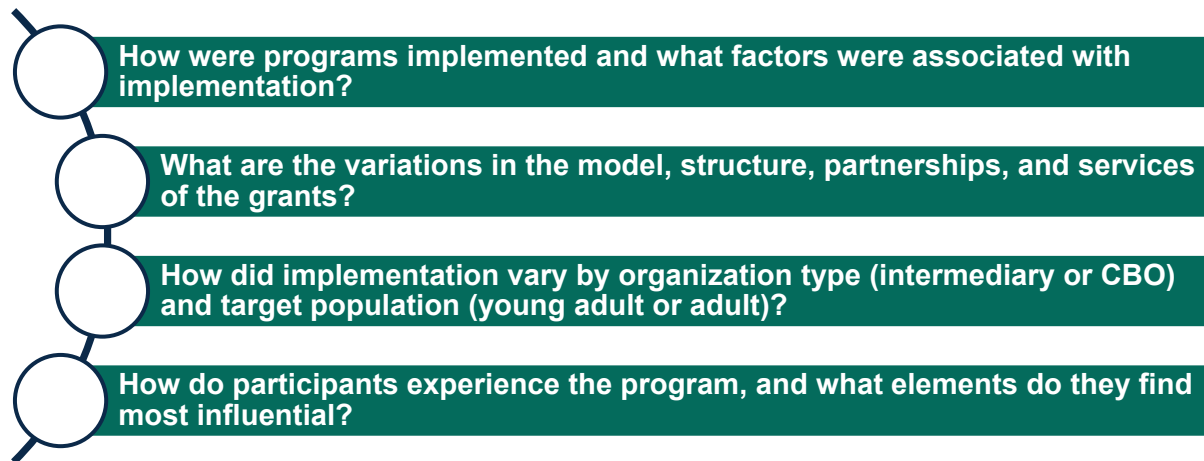 How were programs implemented and what factors were associated with
implementation?
What are the variations in the model, structure, partnerships, and services
of the grants?
How did implementation vary by organization type (intermediary or CBO)
and target population (young adult or adult)?
How do participants experience the program, and what elements do they find
most influential?